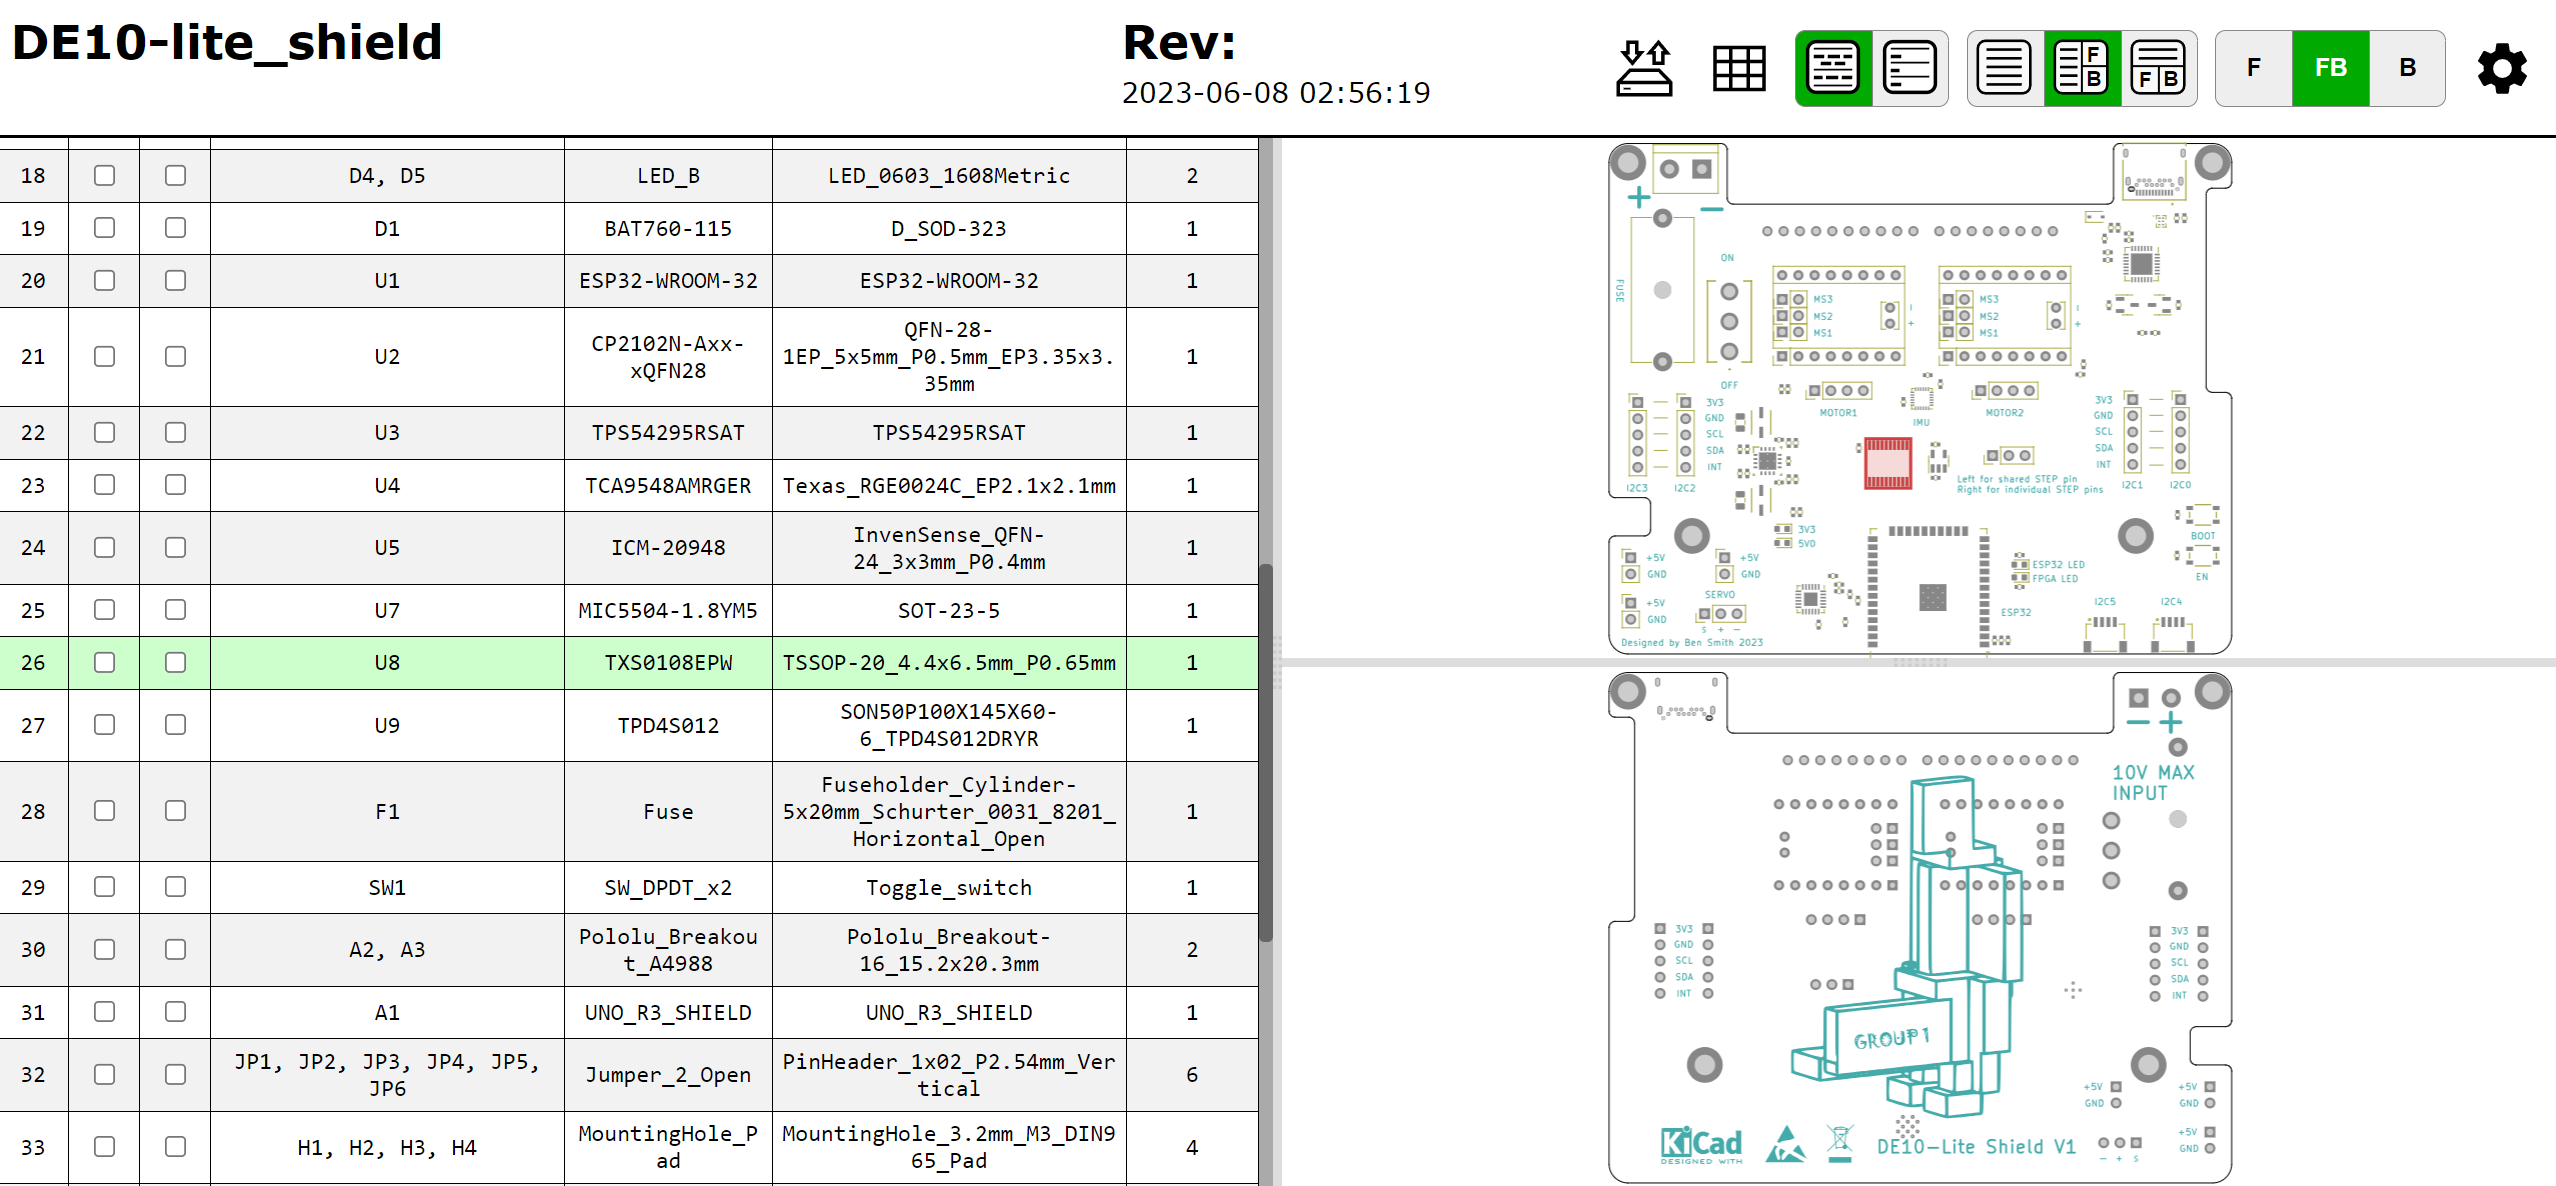 DE10-lite_shield
Rev:
2023-06-08 02:56:19
F
B
F
B
F
FB
B
18 D4, D5 LED_B LED_0603_1608Metric 2
19 D1 BAT760-115 D_SOD-323 1
20 U1 ESP32-WROOM-32 ESP32-WROOM-32 1
21 U2 CP2102N-Axx-
xQFN28 QFN-28-
1EP_5x5mm_P0.5mm_EP3.35x3.
35mm 1
22 U3 TPS54295RSAT TPS54295RSAT 1
23 U4 TCA9548AMRGER Texas_RGE0024C_EP2.1x2.1mm 1
24 U5 ICM-20948 InvenSense_QFN-
24_3x3mm_P0.4mm 1
25 U7 MIC5504-1.8YM5 SOT-23-5 1
26 U8 TXS0108EPW TSSOP-20_4.4x6.5mm_P0.65mm 1
27 U9 TPD4S012 SON50P100X145X60-
6_TPD4S012DRYR 1
28 F1 Fuse Fuseholder_Cylinder-
5x20mm_Schurter_0031_8201_
Horizontal_Open 1
29 SW1 SW_DPDT_x2 Toggle_switch 1
30 A2, A3 Pololu_Breakou
t_A4988 Pololu_Breakout-
16_15.2x20.3mm 2
31 A1 UNO_R3_SHIELD UNO_R3_SHIELD 1
32 JP1, JP2, JP3, JP4, JP5,
JP6 Jumper_2_Open PinHeader_1x02_P2.54mm_Ver
tical 6
33 H1, H2, H3, H4 MountingHole_P
ad MountingHole_3.2mm_M3_DIN9
65_Pad 4
+
−
FUSE
ON
OFF
MS3
MS2
MS1
−
+
MS3
MS2
MS1
−
+
MOTOR1
IMU
MOTOR2
3V3
GND
SCL
SDA
INT
I2C3
I2C2
3V3
GND
SCL
SDA
INT
I2C1
I2C0
Left for shared STEP pin
Right for individual STEP pins
3V3
5V0
+5V
GND
+5V
GND
+5V
GND
SERVO
S + −
Designed by Ben Smith 2023
ESP32 LED
FPGA LED
ESP32
BOOT
EN
I2C5
I2C4
− +
10V MAX
INPUT
3V3
GND
SCL
SDA
INT
3V3
GND
SCL
SDA
INT
GROUP 1
+5V
GND
+5V
GND
+5V
GND
KiCad
DESIGNED WITH
DE10-Lite Shield V1
− + S